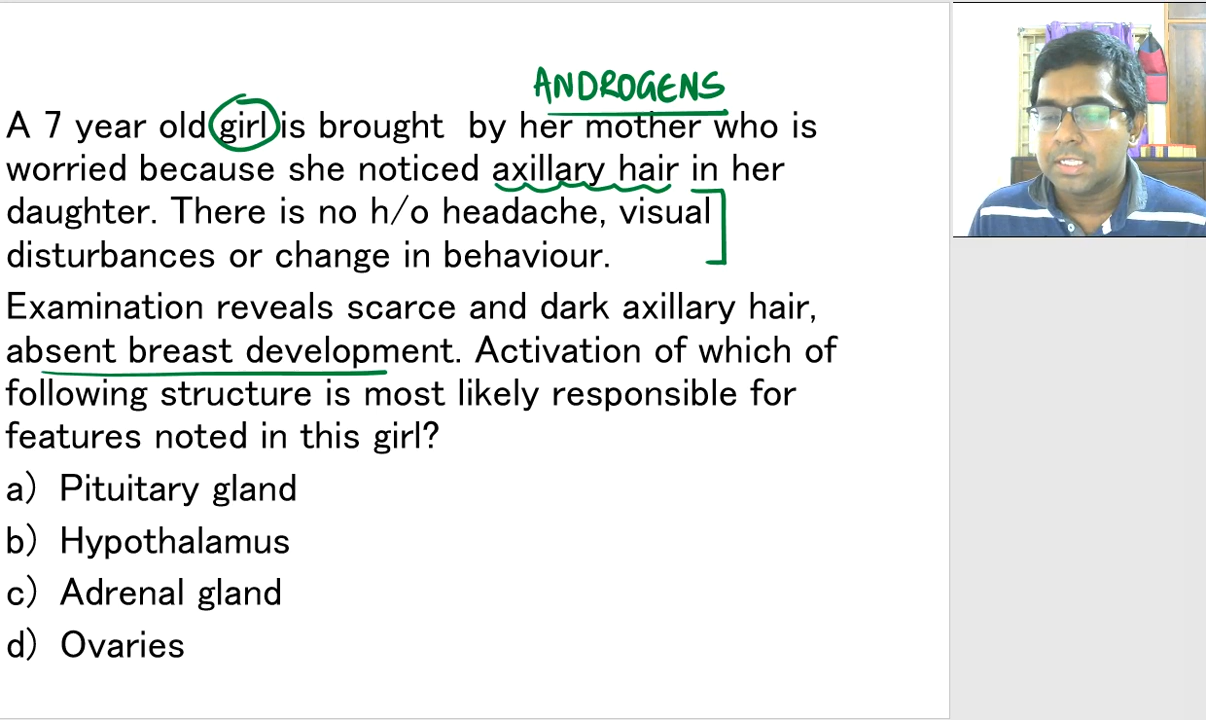 ANDROGENS
A 7 year old girl is brought by her mother who is
worried because she noticed axillary hair in her
daughter. There is no h/o headache, visual
disturbances or change in behaviour.
Examination reveals scarce and dark axillary hair,
absent breast development. Activation of which of
following structure is most likely responsible for
features noted in this girl?
a) Pituitary gland
b) Hypothalamus
c) Adrenal gland
d) Ovaries